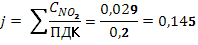 j = ∑ C_NO₂ / ПДК = 0,029 / 0,2 = 0,145